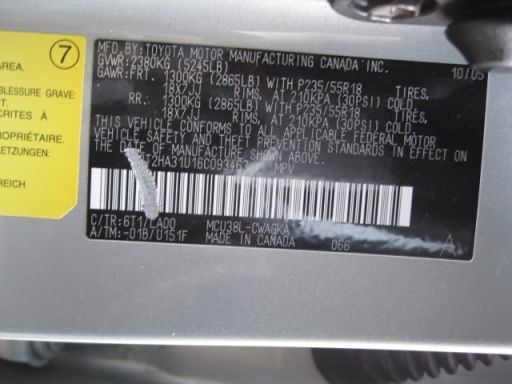 7
AREA.
BLESSURE GRAVE:
T.
CRITES À
ROPRIÉTAIRE.
LETTES:
REICH
MFD. BY: TOYOTA MOTOR MANUFACTURING CANADA INC.
GVWR: 2380KG (5245LB) 10/05
GAWR: FRT. 1300KG (2865LB) WITH P235/55R18 TIRES,
18X7JJ RIMS, AT 210KPA (30PSI) COLD
RR. 1300KG (2865LB) WITH P235/55R18 TIRES,
18X7JJ RIMS, AT 210KPA (30PSI) COLD
THIS VEHICLE CONFORMS TO ALL APPLICABLE FEDERAL MOTOR
VEHICLE SAFETY AND THEFT PREVENTION STANDARDS IN EFFECT ON
THE DATE OF MANUFACTURE SHOWN ABOVE.
T2HA31U16C093463 MPV
C/TR: 6T1/LA00 MCU38L-CWAGKA
A/TM: -01B/U151F MADE IN CANADA 066 A